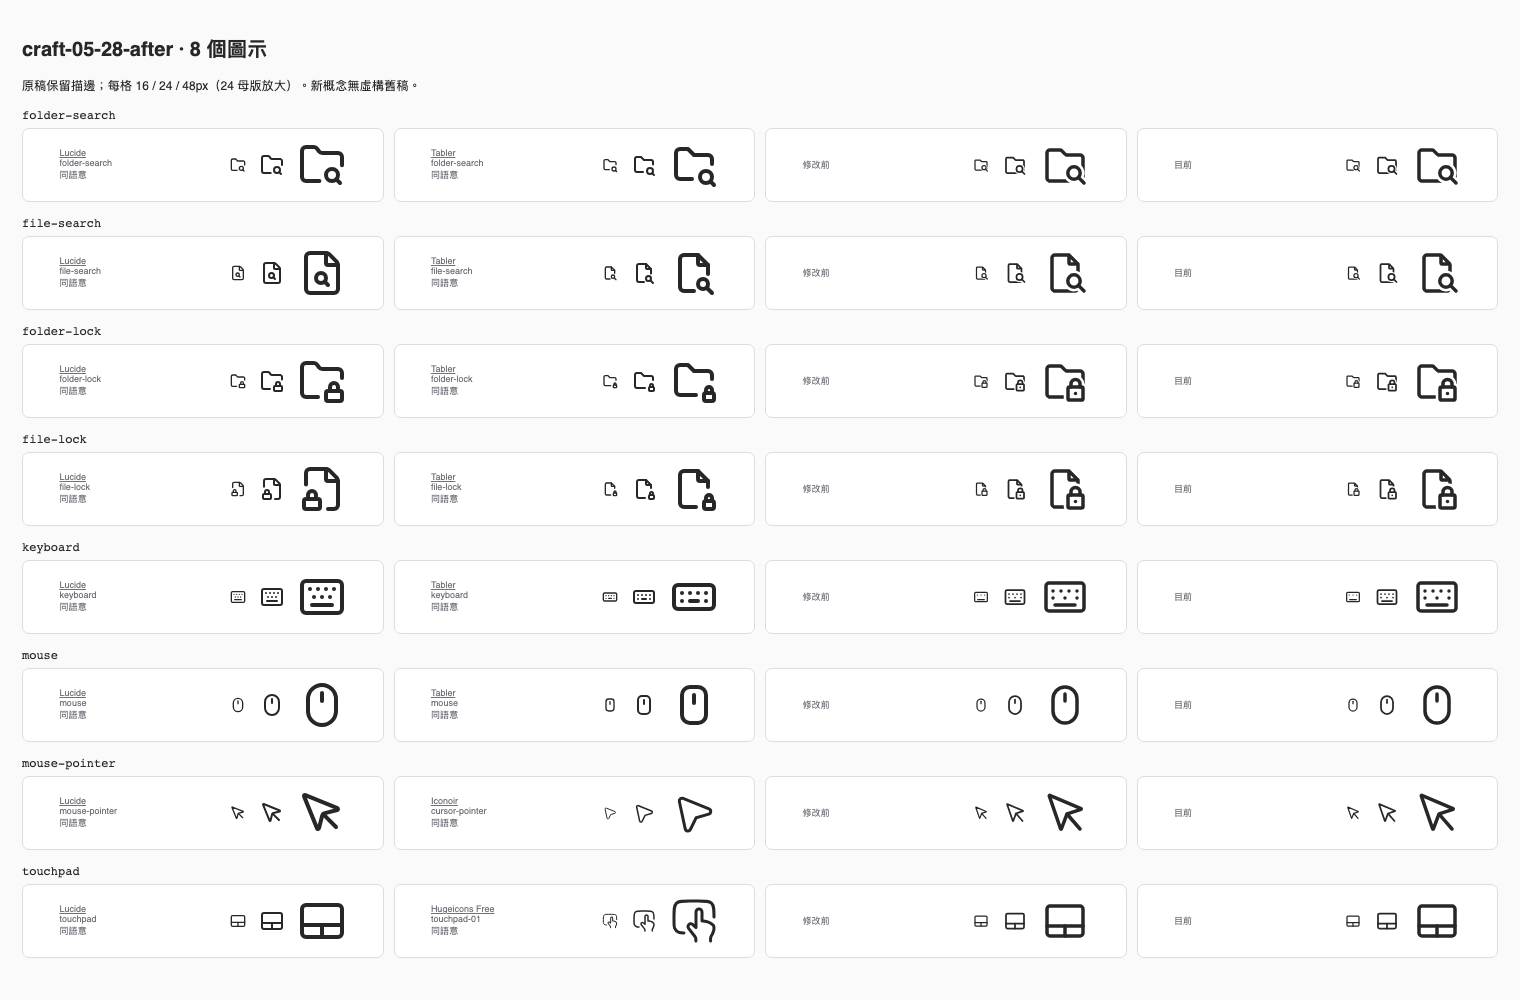 craft-05-28-after · 8 個圖示
原稿保留描邊；每格 16 / 24 / 48px（24 母版放大）。新概念無虛構舊稿。
folder-search
Lucide
folder-search
同語意
Tabler
folder-search
同語意
修改前
目前
file-search
Lucide
file-search
同語意
Tabler
file-search
同語意
修改前
目前
folder-lock
Lucide
folder-lock
同語意
Tabler
folder-lock
同語意
修改前
目前
file-lock
Lucide
file-lock
同語意
Tabler
file-lock
同語意
修改前
目前
keyboard
Lucide
keyboard
同語意
Tabler
keyboard
同語意
修改前
目前
mouse
Lucide
mouse
同語意
Tabler
mouse
同語意
修改前
目前
mouse-pointer
Lucide
mouse-pointer
同語意
Iconoir
cursor-pointer
同語意
修改前
目前
touchpad
Lucide
touchpad
同語意
Hugeicons Free
touchpad-01
同語意
修改前
目前